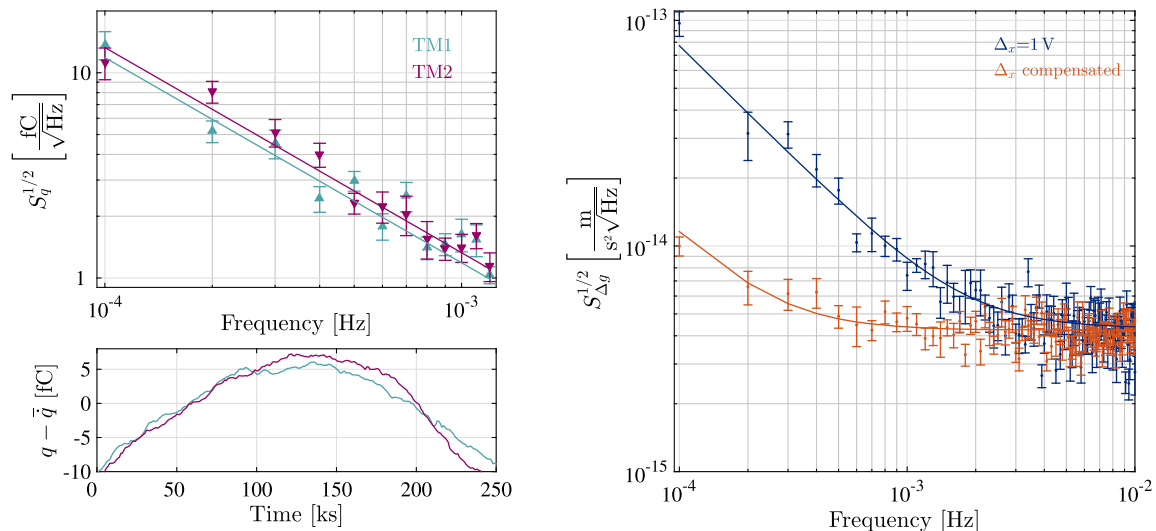 TM1
TM2
10
1
S_q^{1/2} [fC/√Hz]
10^-4
10^-3
Frequency [Hz]
5
0
-5
-10
q − q̈ [fC]
0
50
100
150
200
250
Time [ks]
10^-13
Δ_x=1 V
Δ_x compensated
10^-14
S_{Δg}^{1/2} [m/s²√Hz]
10^-15
10^-4
10^-3
10^-2
Frequency [Hz]